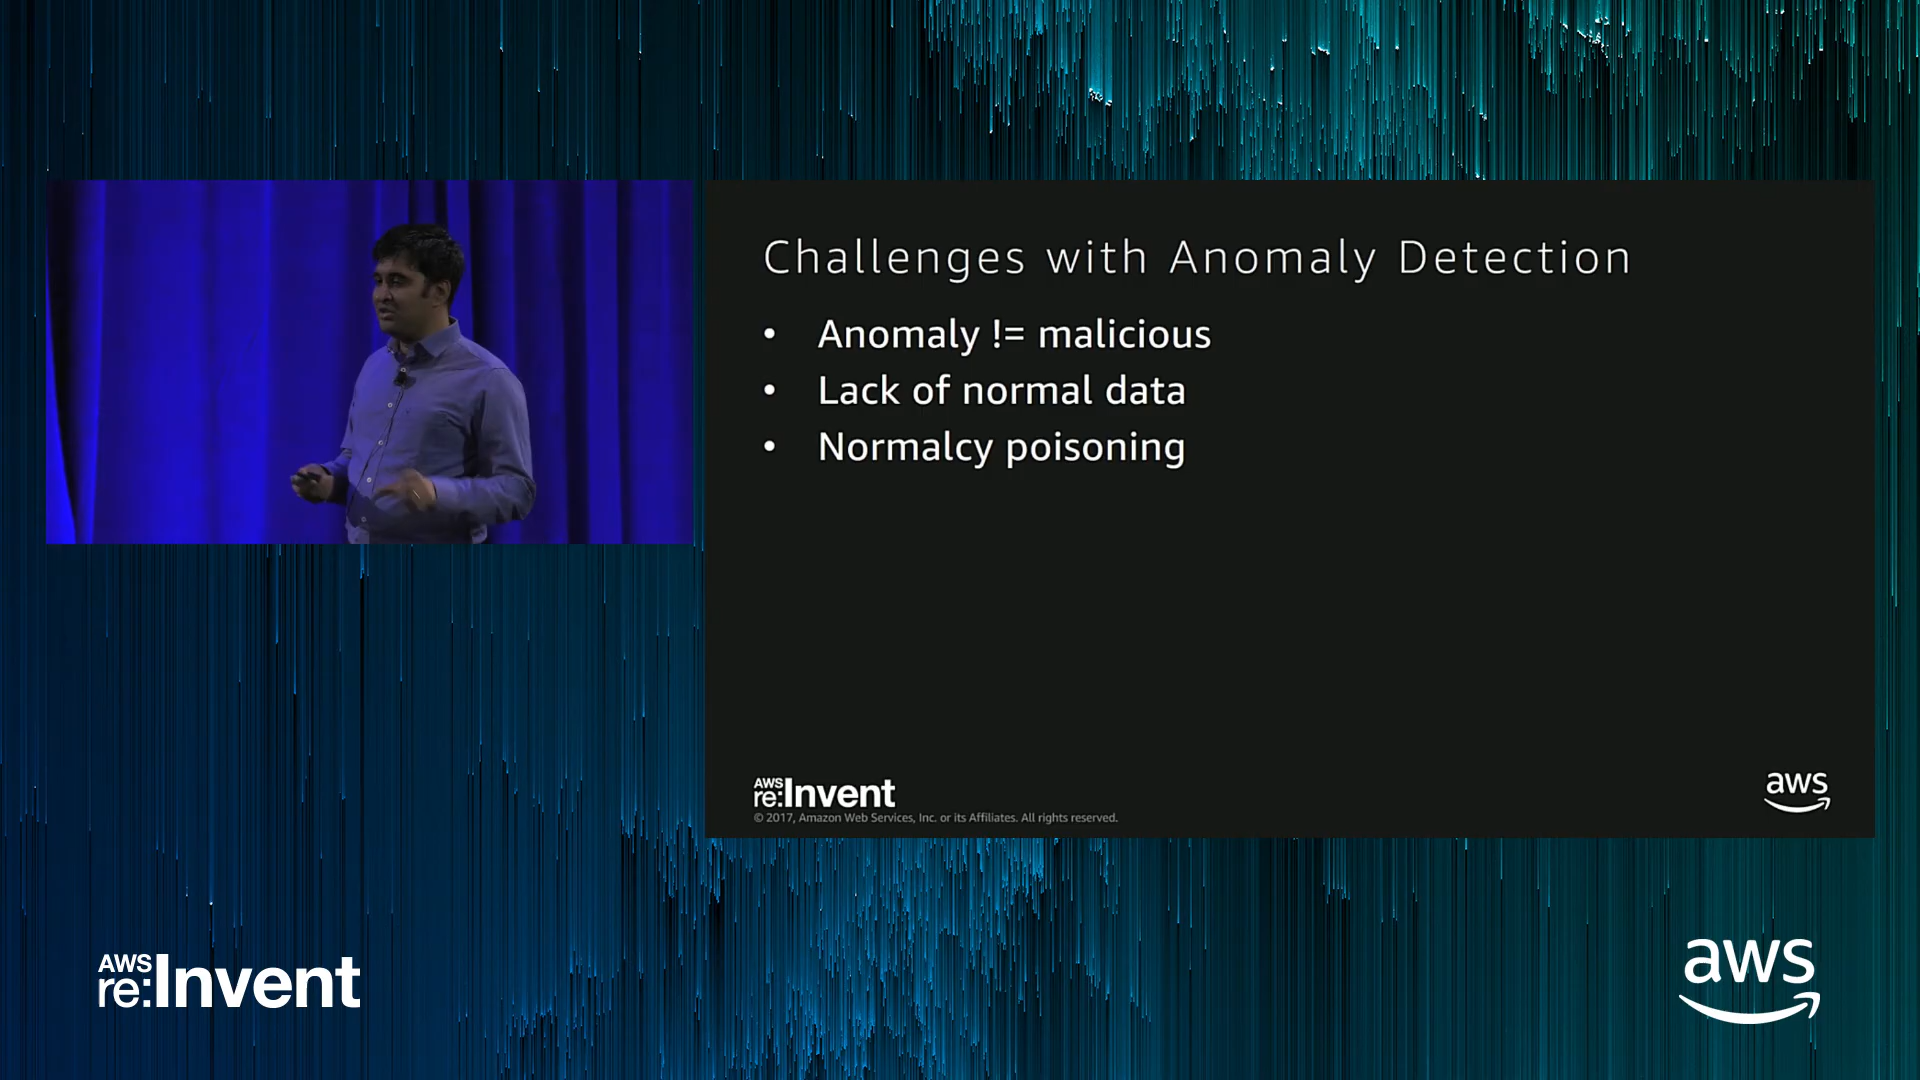 Challenges with Anomaly Detection
• Anomaly != malicious
• Lack of normal data
• Normalcy poisoning
AWS
re:Invent
© 2017, Amazon Web Services, Inc. or its Affiliates. All rights reserved.
aws
AWS
re:Invent
aws